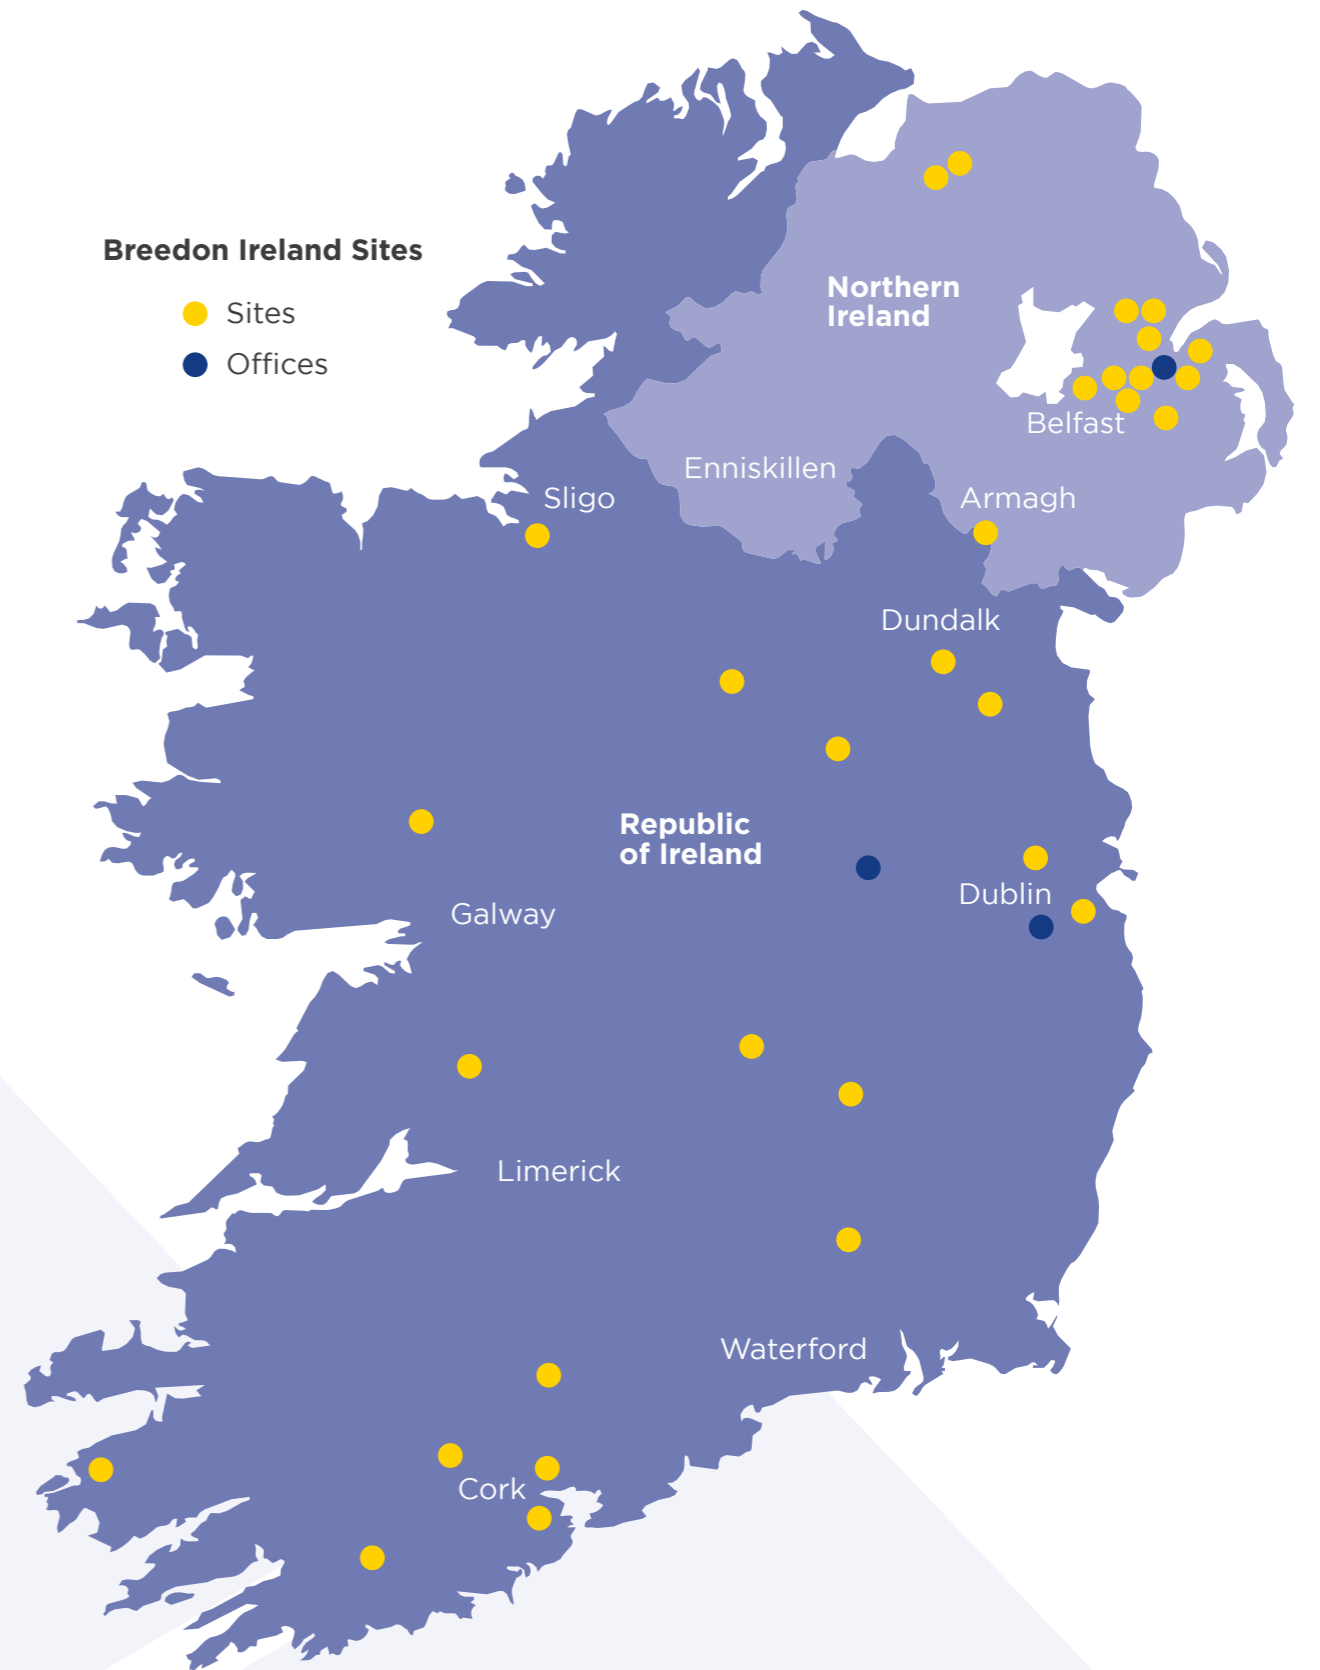 Breedon Ireland Sites
Sites
Offices
Northern
Ireland
Belfast
Enniskillen
Sligo
Armagh
Dundalk
Republic
of Ireland
Dublin
Galway
Limerick
Waterford
Cork